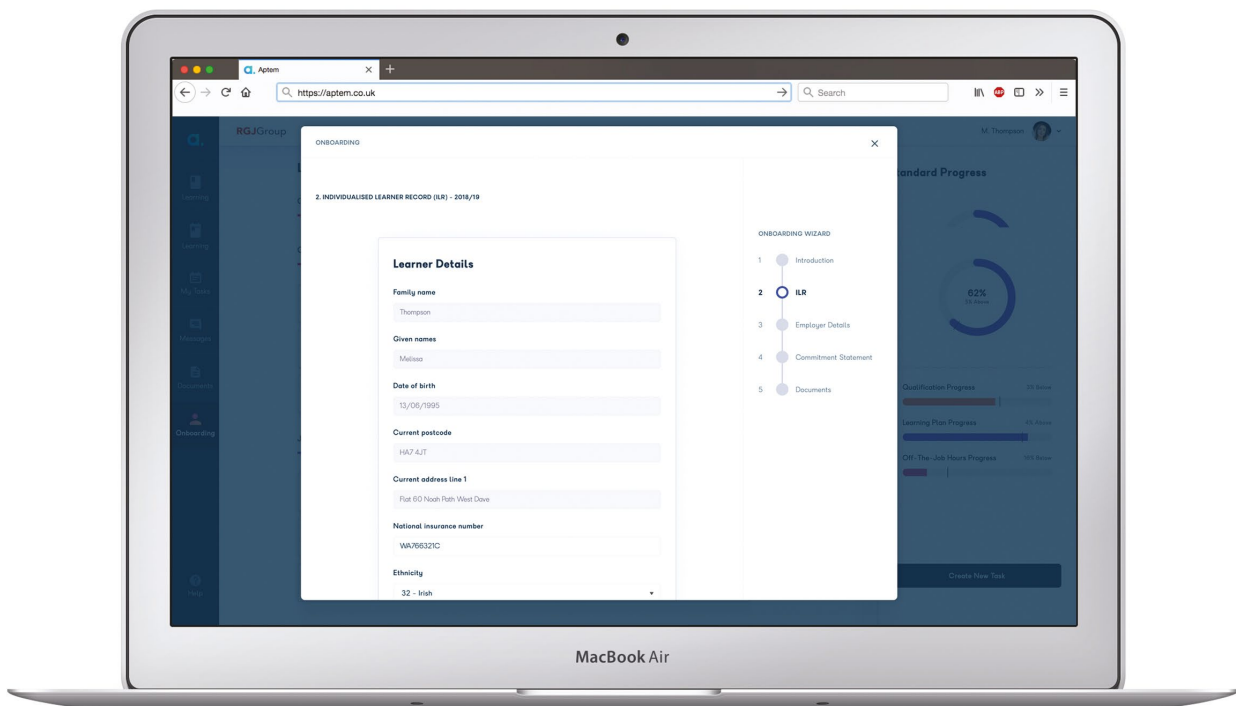 a. Aptem
https://aptem.co.uk
Search
ABP
a.
RGJGroup
M. Thompson
Learning
Learning
My Tasks
Messages
Documents
Onboarding
Help
ONBOARDING
2. INDIVIDUALISED LEARNER RECORD (ILR) - 2018/19
Learner Details
Family name
Thompson
Given names
Melissa
Date of birth
13/06/1995
Current postcode
HA7 4JT
Current address line 1
Flat 60 Noah Path West Dave
National insurance number
WA766321C
Ethnicity
32 - Irish
ONBOARDING WIZARD
1 Introduction
2 ILR
3 Employer Details
4 Commitment Statement
5 Documents
andard Progress
62%
Qualification Progress
Learning Plan Progress
Off-The-Job Hours Progress
Create New Task
MacBook Air